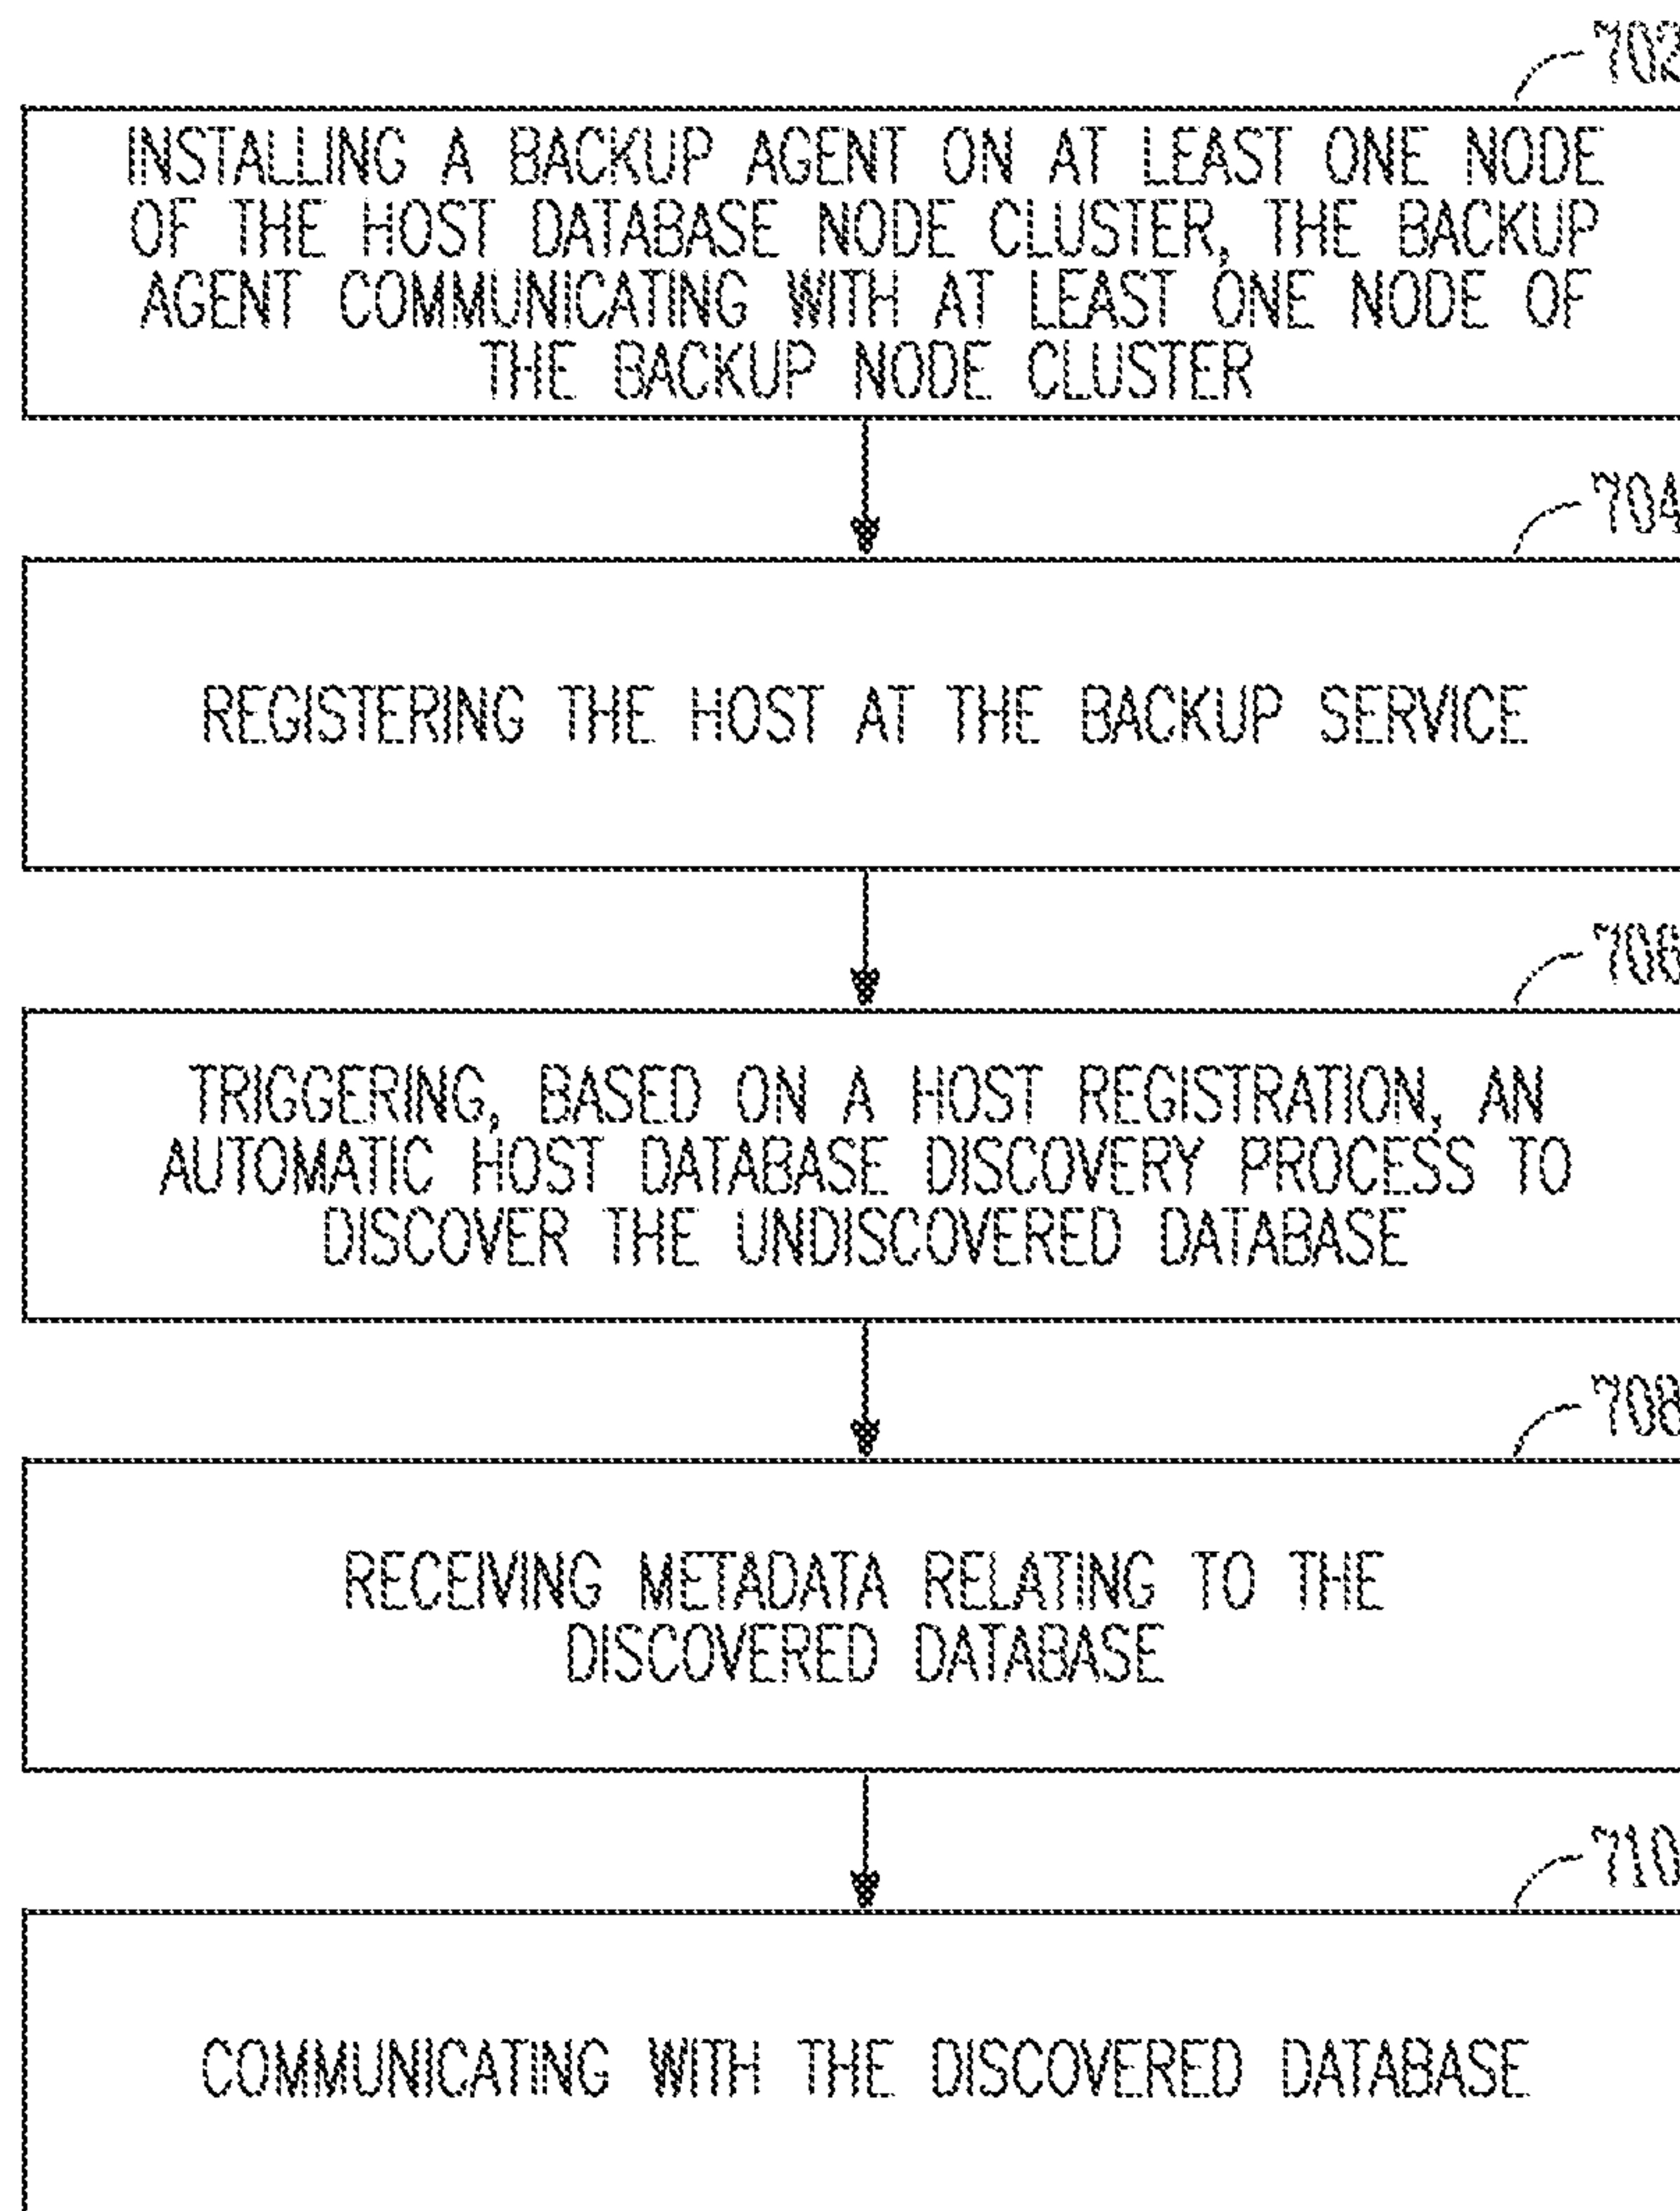 702
INSTALLING A BACKUP AGENT ON AT LEAST ONE NODE
OF THE HOST DATABASE NODE CLUSTER, THE BACKUP
AGENT COMMUNICATING WITH AT LEAST ONE NODE OF
THE BACKUP NODE CLUSTER
704
REGISTERING THE HOST AT THE BACKUP SERVICE
706
TRIGGERING, BASED ON A HOST REGISTRATION, AN
AUTOMATIC HOST DATABASE DISCOVERY PROCESS TO
DISCOVER THE UNDISCOVERED DATABASE
708
RECEIVING METADATA RELATING TO THE
DISCOVERED DATABASE
710
COMMUNICATING WITH THE DISCOVERED DATABASE